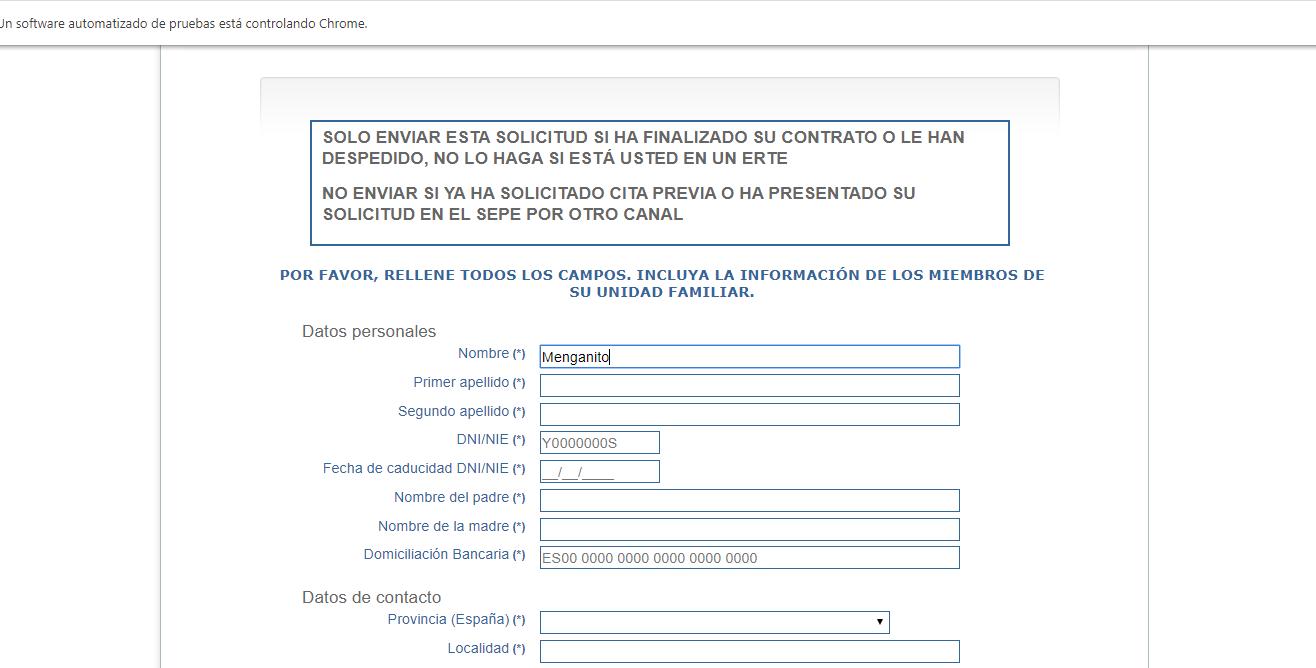 Un software automatizado de pruebas está controlando Chrome.
SOLO ENVIAR ESTA SOLICITUD SI HA FINALIZADO SU CONTRATO O LE HAN
DESPEDIDO, NO LO HAGA SI ESTÁ USTED EN UN ERTE
NO ENVIAR SI YA HA SOLICITADO CITA PREVIA O HA PRESENTADO SU
SOLICITUD EN EL SEPE POR OTRO CANAL
POR FAVOR, RELLENE TODOS LOS CAMPOS. INCLUYA LA INFORMACIÓN DE LOS MIEMBROS DE
SU UNIDAD FAMILIAR.
Datos personales
Nombre (*) Menganito
Primer apellido (*)
Segundo apellido (*)
DNI/NIE (*) Y0000000S
Fecha de caducidad DNI/NIE (*) __/__/____
Nombre del padre (*)
Nombre de la madre (*)
Domiciliación Bancaria (*) ES00 0000 0000 0000 0000 0000
Datos de contacto
Provincia (España) (*)
Localidad (*)